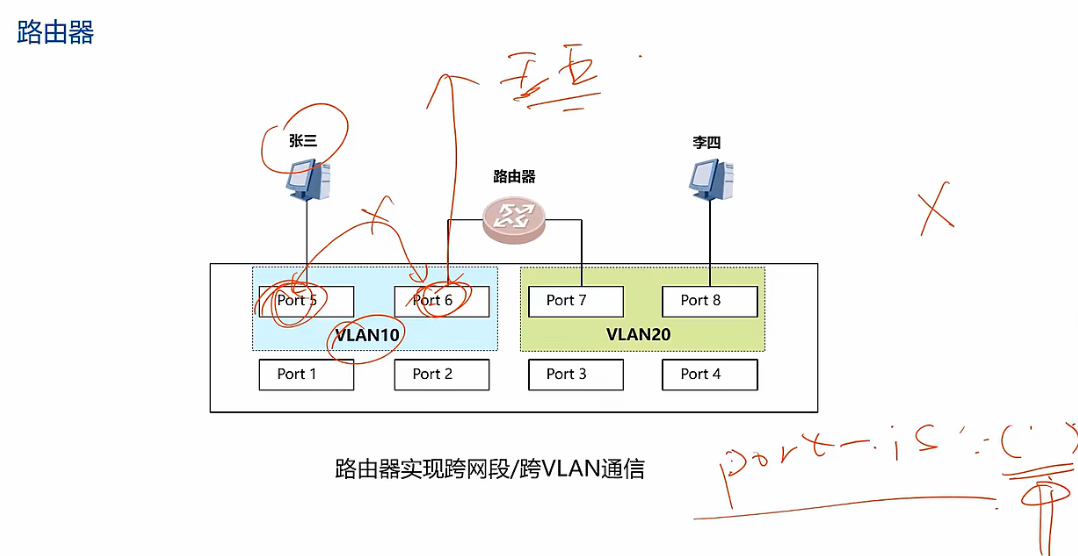 路由器
王五
张三
李四
路由器
Port 5
Port 6
Port 7
Port 8
VLAN10
VLAN20
Port 1
Port 2
Port 3
Port 4
路由器实现跨网段/跨VLAN通信